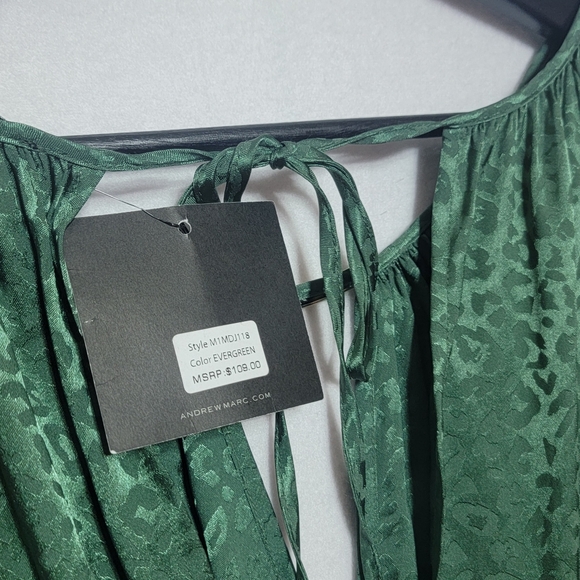 Style M1MDJ118
Color EVERGREEN
MSRP :$109.00
ANDREWMARC.COM